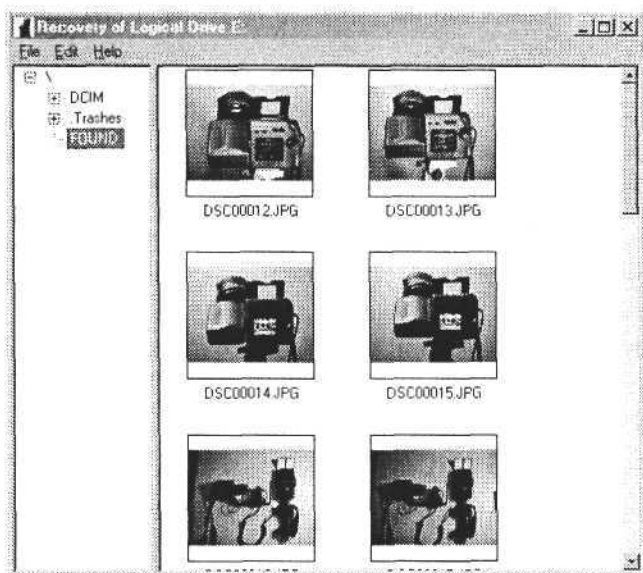 Recovery of Logical Drive E:
File Edit Help
\
DCIM
.Trashes
FOUND
DSC00012.JPG
DSC00013.JPG
DSC00014.JPG
DSC00015.JPG